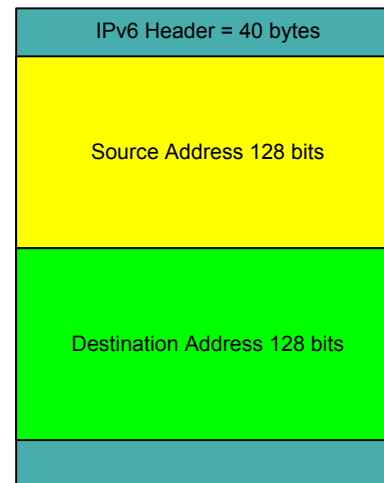 IPv6 Header = 40 bytes
Source Address 128 bits
Destination Address 128 bits